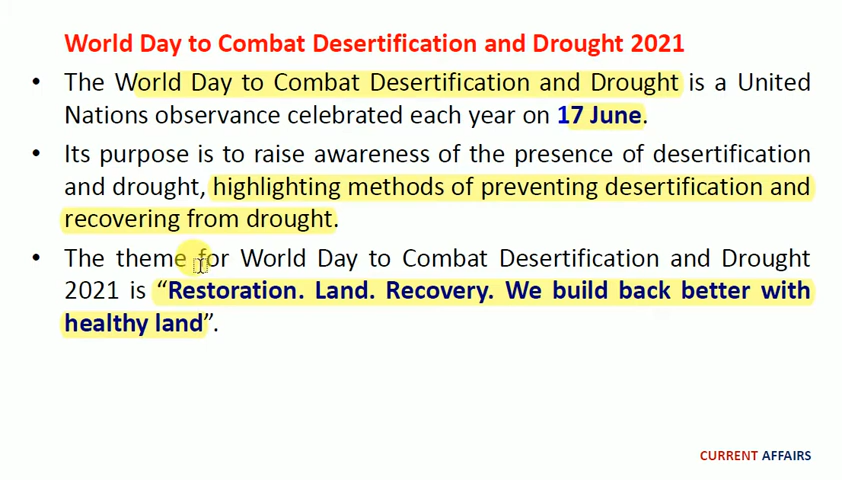 World Day to Combat Desertification and Drought 2021
• The World Day to Combat Desertification and Drought is a United
Nations observance celebrated each year on 17 June.
• Its purpose is to raise awareness of the presence of desertification
and drought, highlighting methods of preventing desertification and
recovering from drought.
• The theme for World Day to Combat Desertification and Drought
2021 is “Restoration. Land. Recovery. We build back better with
healthy land”.
CURRENT AFFAIRS